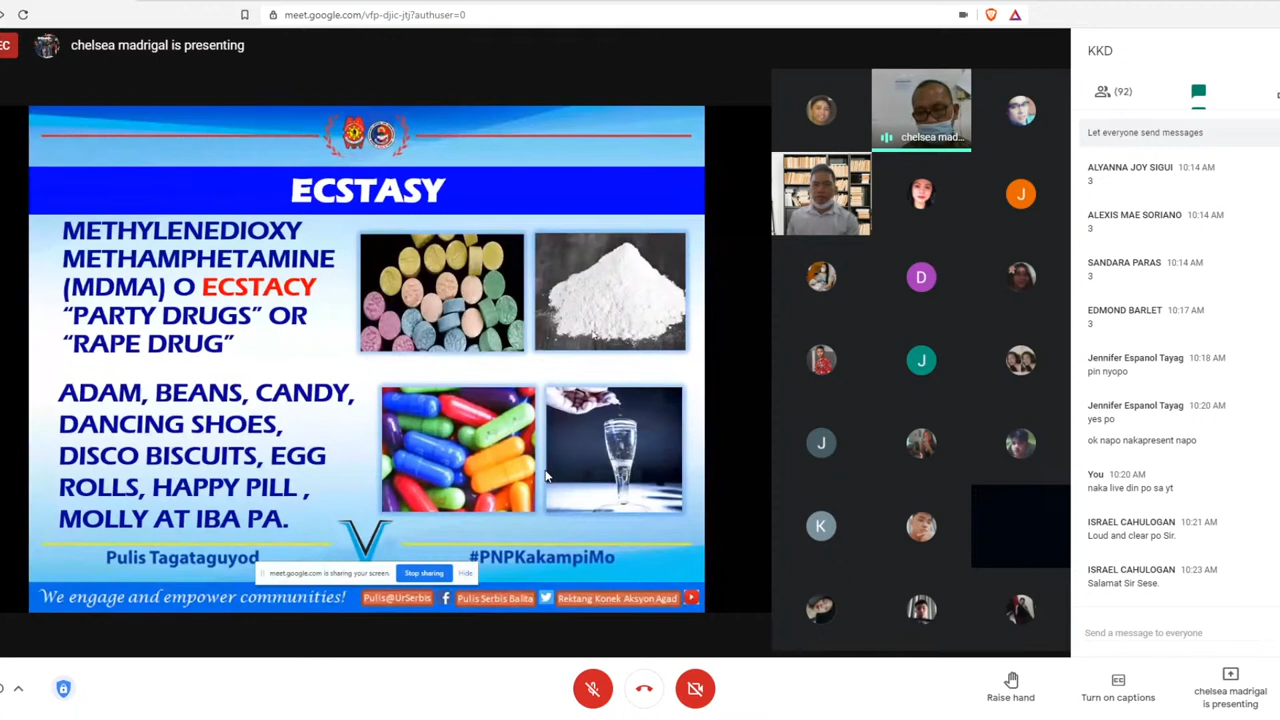 meet.google.com/vfp-djic-jtj?authuser=0
EC
chelsea madrigal is presenting
ECSTASY
METHYLENEDIOXY
METHAMPHETAMINE
(MDMA) O ECSTACY
“PARTY DRUGS” OR
“RAPE DRUG”
ADAM, BEANS, CANDY,
DANCING SHOES,
DISCO BISCUITS, EGG
ROLLS, HAPPY PILL ,
MOLLY AT IBA PA.
Pulis Tagataguyod
#PNPKakampiMo
meet.google.com is sharing your screen.
Stop sharing
Hide
We engage and empower communities!
Pulis@UrSerbis
Pulis Serbis Balita
Rektang Konek Aksyon Agad
chelsea mad...
J
D
J
J
K
KKD
(92)
Let everyone send messages
ALYANNA JOY SIGUI 10:14 AM
3
ALEXIS MAE SORIANO 10:14 AM
3
SANDARA PARAS 10:14 AM
3
EDMOND BARLET 10:17 AM
3
Jennifer Espanol Tayag 10:18 AM
pin nyopo
Jennifer Espanol Tayag 10:20 AM
yes po
ok napo nakapresent napo
You 10:20 AM
naka live din po sa yt
ISRAEL CAHULOGAN 10:21 AM
Loud and clear po Sir.
ISRAEL CAHULOGAN 10:23 AM
Salamat Sir Sese.
Send a message to everyone
Raise hand
Turn on captions
chelsea madrigal
is presenting